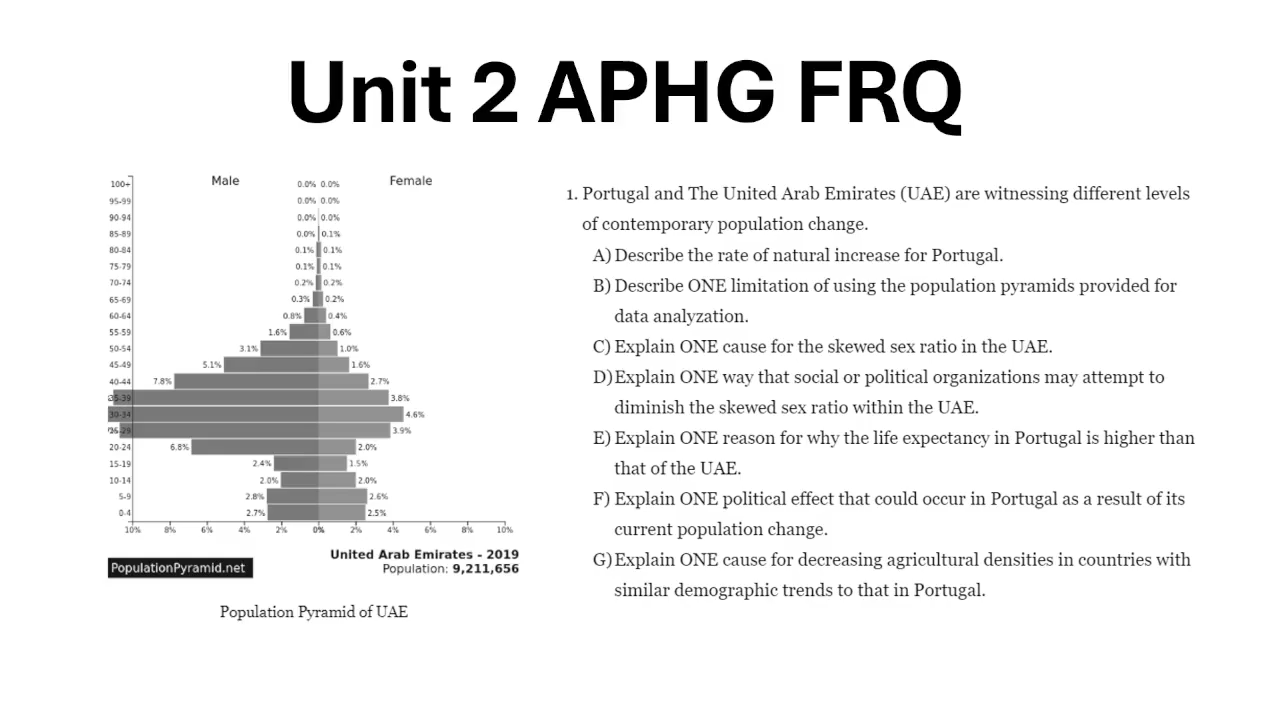 Unit 2 APHG FRQ
Male
Female
100+ 0.0% 0.0%
95-99 0.0% 0.0%
90-94 0.0% 0.0%
85-89 0.0% 0.1%
80-84 0.1% 0.1%
75-79 0.1% 0.1%
70-74 0.2% 0.2%
65-69 0.3% 0.2%
60-64 0.8% 0.4%
55-59 1.6% 0.6%
50-54 3.1% 1.0%
45-49 5.1% 1.6%
40-44 7.8% 2.7%
35-39 3.8%
30-34 4.6%
25-29 3.9%
20-24 6.8% 2.0%
15-19 2.4% 1.5%
10-14 2.0% 2.0%
5-9 2.8% 2.6%
0-4 2.7% 2.5%
10% 8% 6% 4% 2% 0% 2% 4% 6% 8% 10%
United Arab Emirates - 2019
PopulationPyramid.net
Population: 9,211,656
Population Pyramid of UAE
1. Portugal and The United Arab Emirates (UAE) are witnessing different levels
of contemporary population change.
A) Describe the rate of natural increase for Portugal.
B) Describe ONE limitation of using the population pyramids provided for
data analyzation.
C) Explain ONE cause for the skewed sex ratio in the UAE.
D) Explain ONE way that social or political organizations may attempt to
diminish the skewed sex ratio within the UAE.
E) Explain ONE reason for why the life expectancy in Portugal is higher than
that of the UAE.
F) Explain ONE political effect that could occur in Portugal as a result of its
current population change.
G) Explain ONE cause for decreasing agricultural densities in countries with
similar demographic trends to that in Portugal.